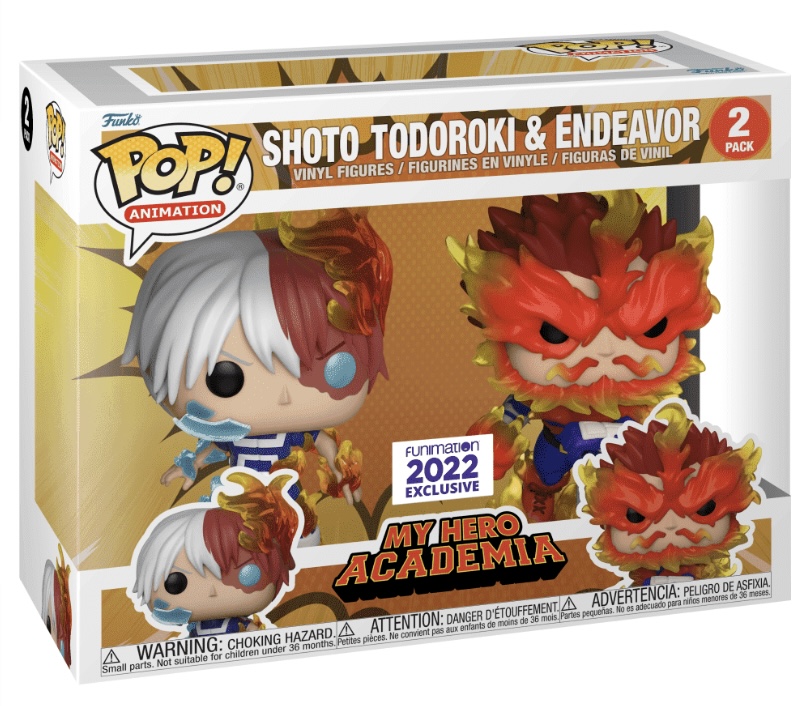 Funko
POP!
ANIMATION
SHOTO TODOROKI & ENDEAVOR
VINYL FIGURES / FIGURINES EN VINYLE / FIGURAS DE VINIL
2
PACK
2
POP!
ANIMATION
POP!
FUNIMATION
2022
EXCLUSIVE
MY HERO
ACADEMIA
WARNING: CHOKING HAZARD.
Small parts. Not suitable for children under 36 months.
ATTENTION: DANGER D'ÉTOUFFEMENT.
Petites pièces. Ne convient pas aux enfants de moins de 36 mois.
ADVERTENCIA: PELIGRO DE ASFIXIA.
Partes pequeñas. No es adecuado para niños menores de 36 meses.